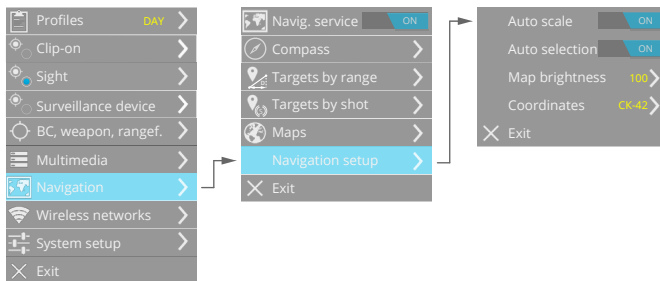 Profiles DAY
Clip-on
Sight
Surveillance device
BC, weapon, rangef.
Multimedia
Navigation
Wireless networks
System setup
Exit
Navig. service ON
Compass
Targets by range
Targets by shot
Maps
Navigation setup
Exit
Auto scale ON
Auto selection ON
Map brightness 100
Coordinates СК-42
Exit